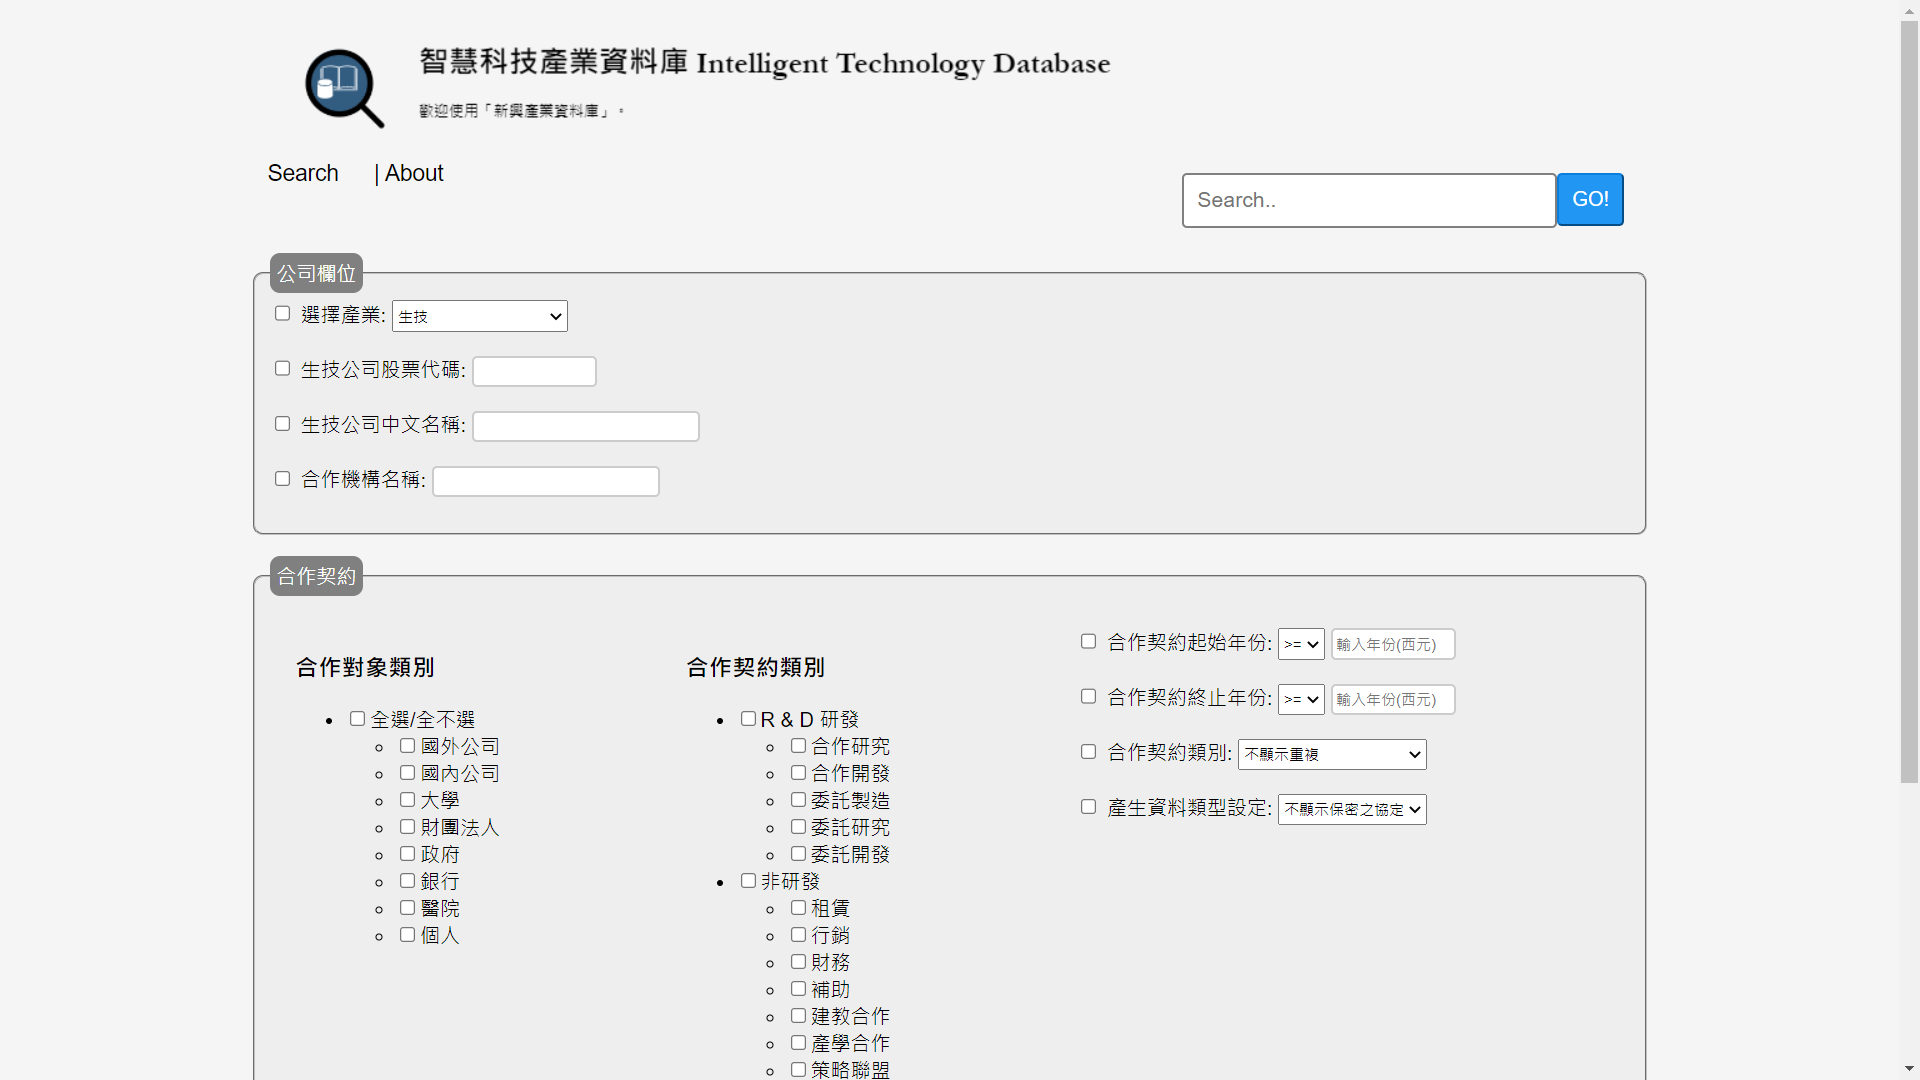 智慧科技產業資料庫 Intelligent Technology Database
歡迎使用「新興產業資料庫」。
Search | About
Search.. GO!
公司欄位
選擇產業: 生技
生技公司股票代碼:
生技公司中文名稱:
合作機構名稱:
合作契約
合作對象類別
全選/全不選
國外公司
國內公司
大學
財團法人
政府
銀行
醫院
個人
合作契約類別
R & D 研發
合作研究
合作開發
委託製造
委託研究
委託開發
非研發
租賃
行銷
財務
補助
建教合作
產學合作
策略聯盟
合作契約起始年份: >= 輸入年份(西元)
合作契約終止年份: >= 輸入年份(西元)
合作契約類別: 不顯示重複
產生資料類型設定: 不顯示保密之協定